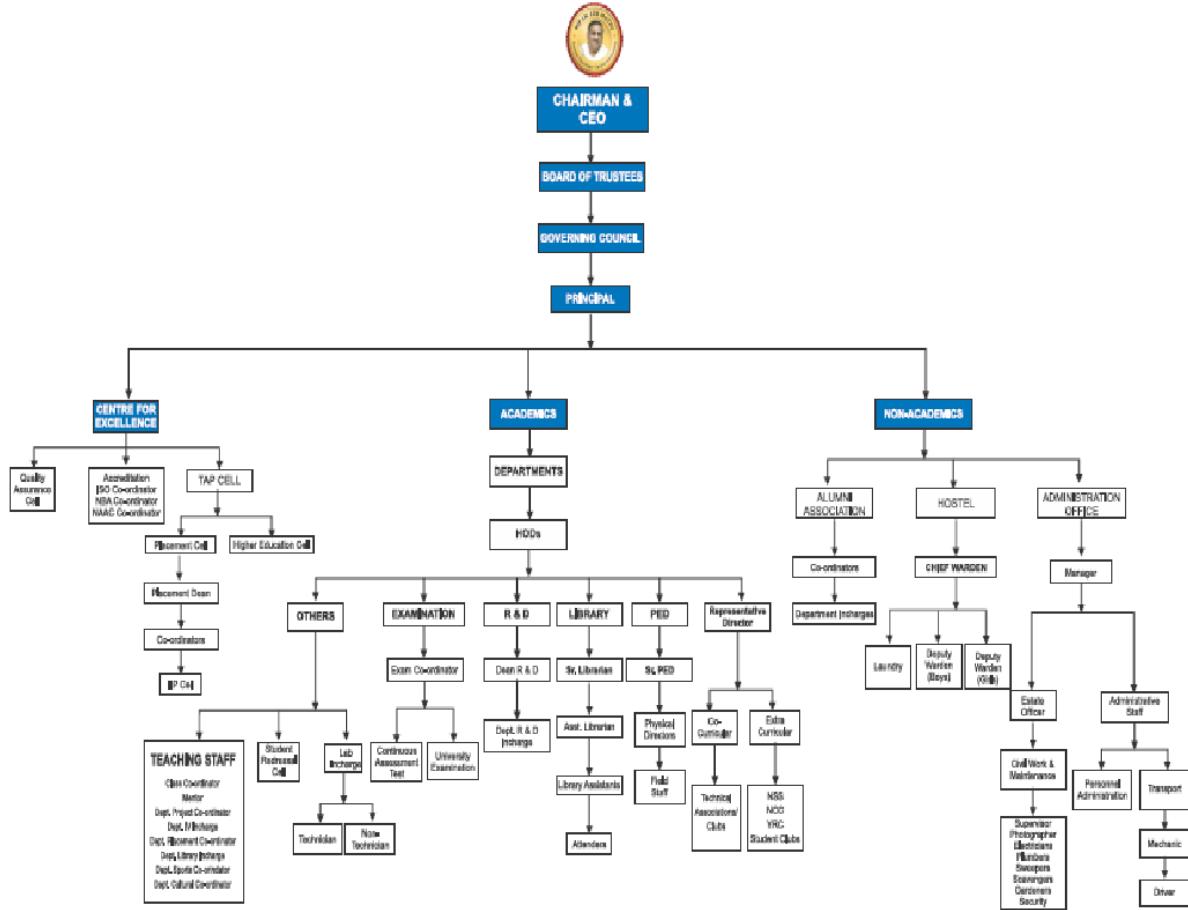 CHAIRMAN &
CEO
BOARD OF TRUSTEES
GOVERNING COUNCIL
PRINCIPAL
CENTRE FOR
EXCELLENCE
ACADEMICS
NON-ACADEMICS
Quality
Assurance
Cell
Accreditation
ISO Co-ordinator
NBA Co-ordinator
NAAC Co-ordinator
TAP CELL
DEPARTMENTS
ALUMNI
ASSOCIATION
HOSTEL
ADMINISTRATION
OFFICE
Placement Cell
Higher Education Cell
HODs
Co-ordinators
CHIEF WARDEN
Manager
Placement Dean
Co-ordinators
OTHERS
EXAMINATION
R & D
LIBRARY
PED
Representative
Director
Department Incharges
Laundry
Deputy
Warden
(Boys)
Deputy
Warden
(Girls)
Exam Co-ordinator
Dean R & D
Sr. Librarian
Sr. PED
Estate
Officer
Administrative
Staff
TEACHING STAFF
Class Co-ordinator
Mentor
Dept. Project Co-ordinator
Dept. IV Incharge
Dept. Placement Co-ordinator
Dept. Library Incharge
Dept. Sports Co-orindator
Dept. Cultural Co-ordinator
Student
Redressal
Cell
Lab
Incharge
Continuous
Assessment
Test
University
Examination
Dept. R & D
Incharge
Asst. Librarian
Physical
Directors
Co-
Curricular
Extra
Curricular
Technician
Non-
Technician
Library Assistants
Field
Staff
Technical
Associations/
Clubs
NSS
NCC
YRC
Student Clubs
Attenders
Civil Work &
Maintenance
Personnel
Administration
Transport
Supervisor
Photographer
Electricians
Plumbers
Sweepers
Scavengers
Gardeners
Security
Mechanic
Driver